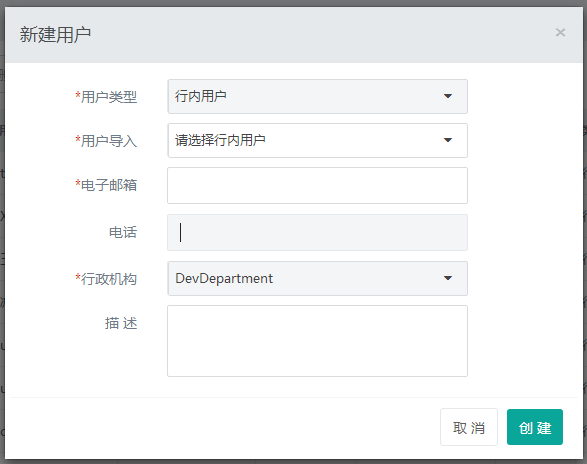 新建用户 ×
*用户类型 行内用户
*用户导入 请选择行内用户
*电子邮箱
电话
*行政机构 DevDepartment
描 述
取 消 创 建